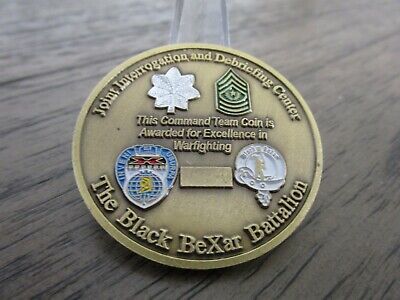 Joint Interrogation and Debriefing Center
This Command Team Coin is
Awarded for Excellence in
Warfighting
The Black BeXar Battalion